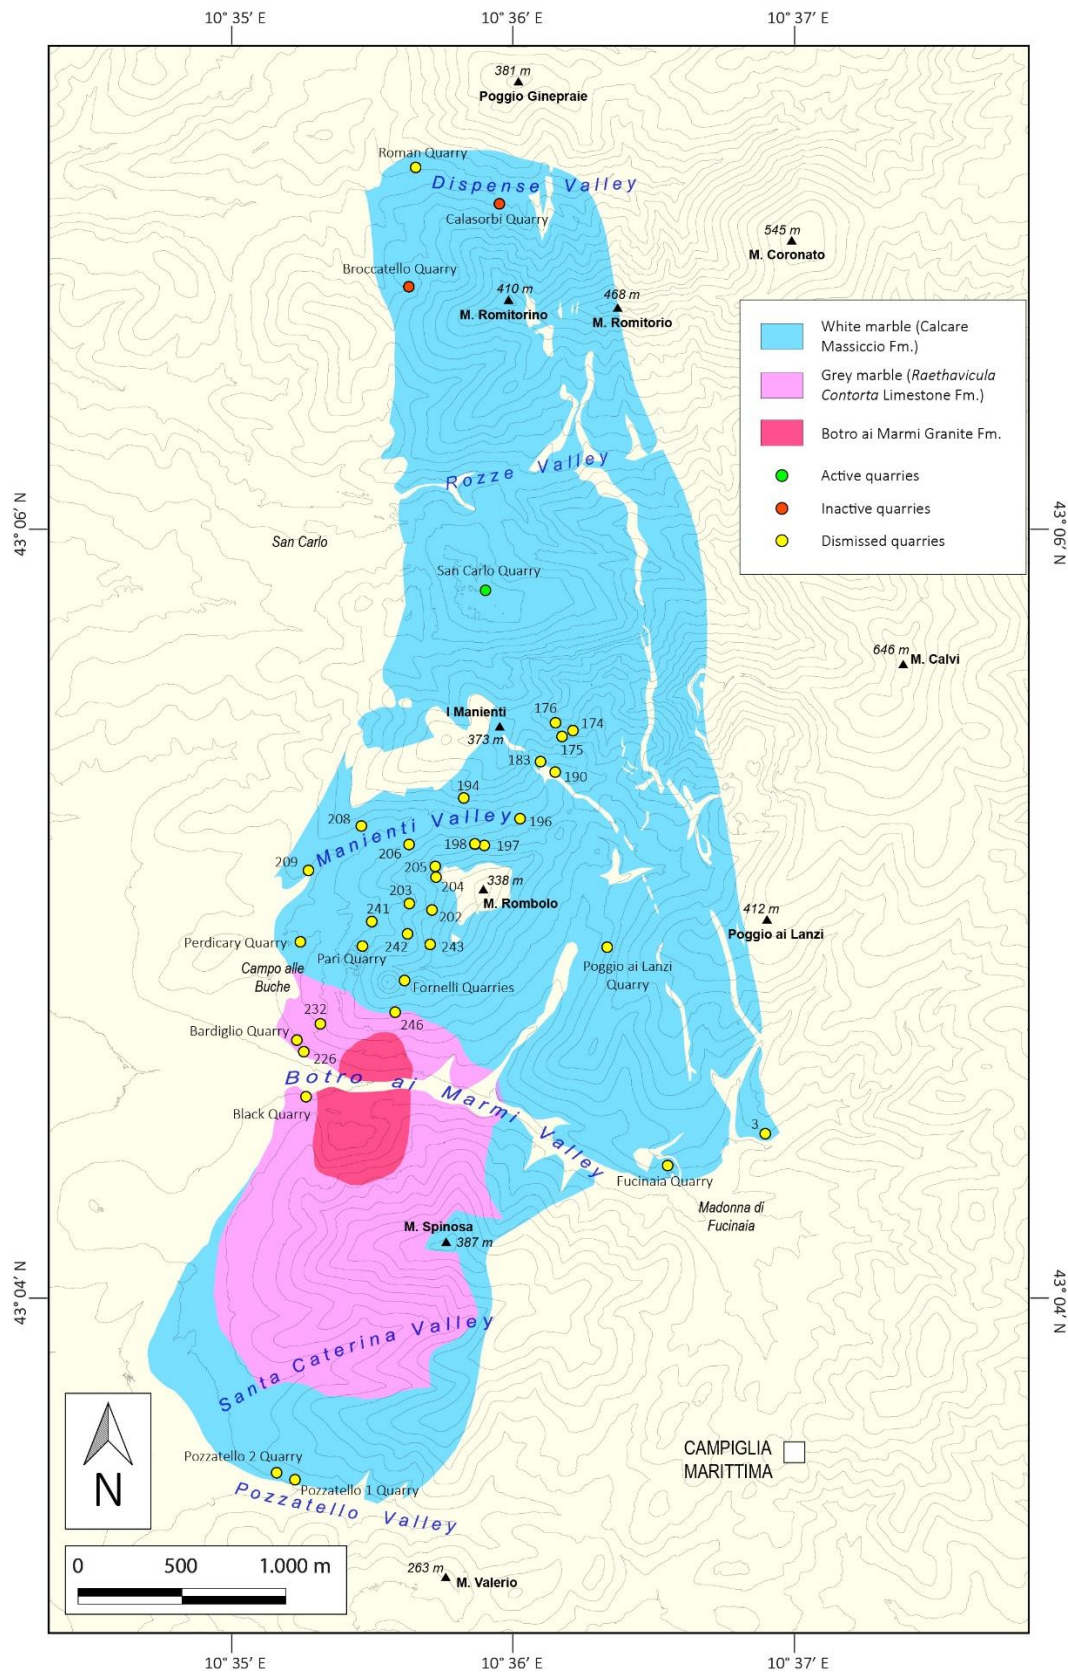 10° 35′ E
10° 36′ E
10° 37′ E
381 m
Poggio Ginepraie
Roman Quarry
Dispense Valley
Calasorbi Quarry
545 m
M. Coronato
Broccatello Quarry
410 m
M. Romitorino
468 m
M. Romitorio
White marble (Calcare
Massiccio Fm.)
Grey marble (Raethavicula
Contorta Limestone Fm.)
Botro ai Marmi Granite Fm.
Active quarries
Inactive quarries
Dismissed quarries
Rozze Valley
43° 06′ N
43° 06′ N
San Carlo
San Carlo Quarry
646 m
M. Calvi
I Manienti
373 m
176
174
175
183
190
194
Manienti Valley
196
208
206
198
197
209
205
204
338 m
M. Rombolo
203
202
241
412 m
Poggio ai Lanzi
Perdicary Quarry
Pari Quarry
242
243
Poggio ai Lanzi
Quarry
Campo alle
Buche
Fornelli Quarries
232
246
Bardiglio Quarry
226
Botro ai Marmi Valley
Black Quarry
3
Fucinaia Quarry
Madonna di
Fucinaia
M. Spinosa
387 m
43° 04′ N
43° 04′ N
Santa Caterina Valley
CAMPIGLIA
MARITTIMA
Pozzatello 2 Quarry
Pozzatello 1 Quarry
Pozzatello Valley
N
0
500
1.000 m
263 m
M. Valerio
10° 35′ E
10° 36′ E
10° 37′ E